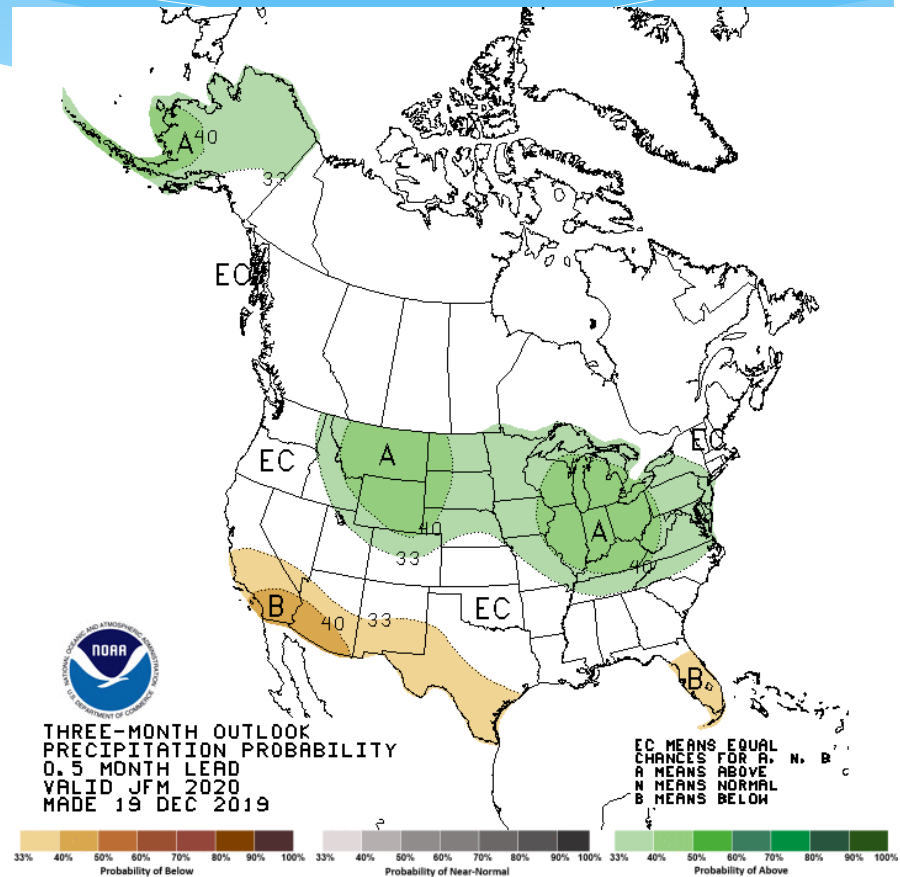 A 40
33
EC
A
EC
40
33
EC
A
40
B 40 33
EC
B
NATIONAL OCEANIC AND ATMOSPHERIC ADMINISTRATION
NOAA
U.S. DEPARTMENT OF COMMERCE
THREE-MONTH OUTLOOK
PRECIPITATION PROBABILITY
0.5 MONTH LEAD
VALID JFM 2020
MADE 19 DEC 2019
EC MEANS EQUAL
CHANCES FOR A, N, B
A MEANS ABOVE
N MEANS NORMAL
B MEANS BELOW
33% 40% 50% 60% 70% 80% 90% 100%
Probability of Below
33% 40% 50% 60% 70% 80% 90% 100%
Probability of Near-Normal
33% 40% 50% 60% 70% 80% 90% 100%
Probability of Above